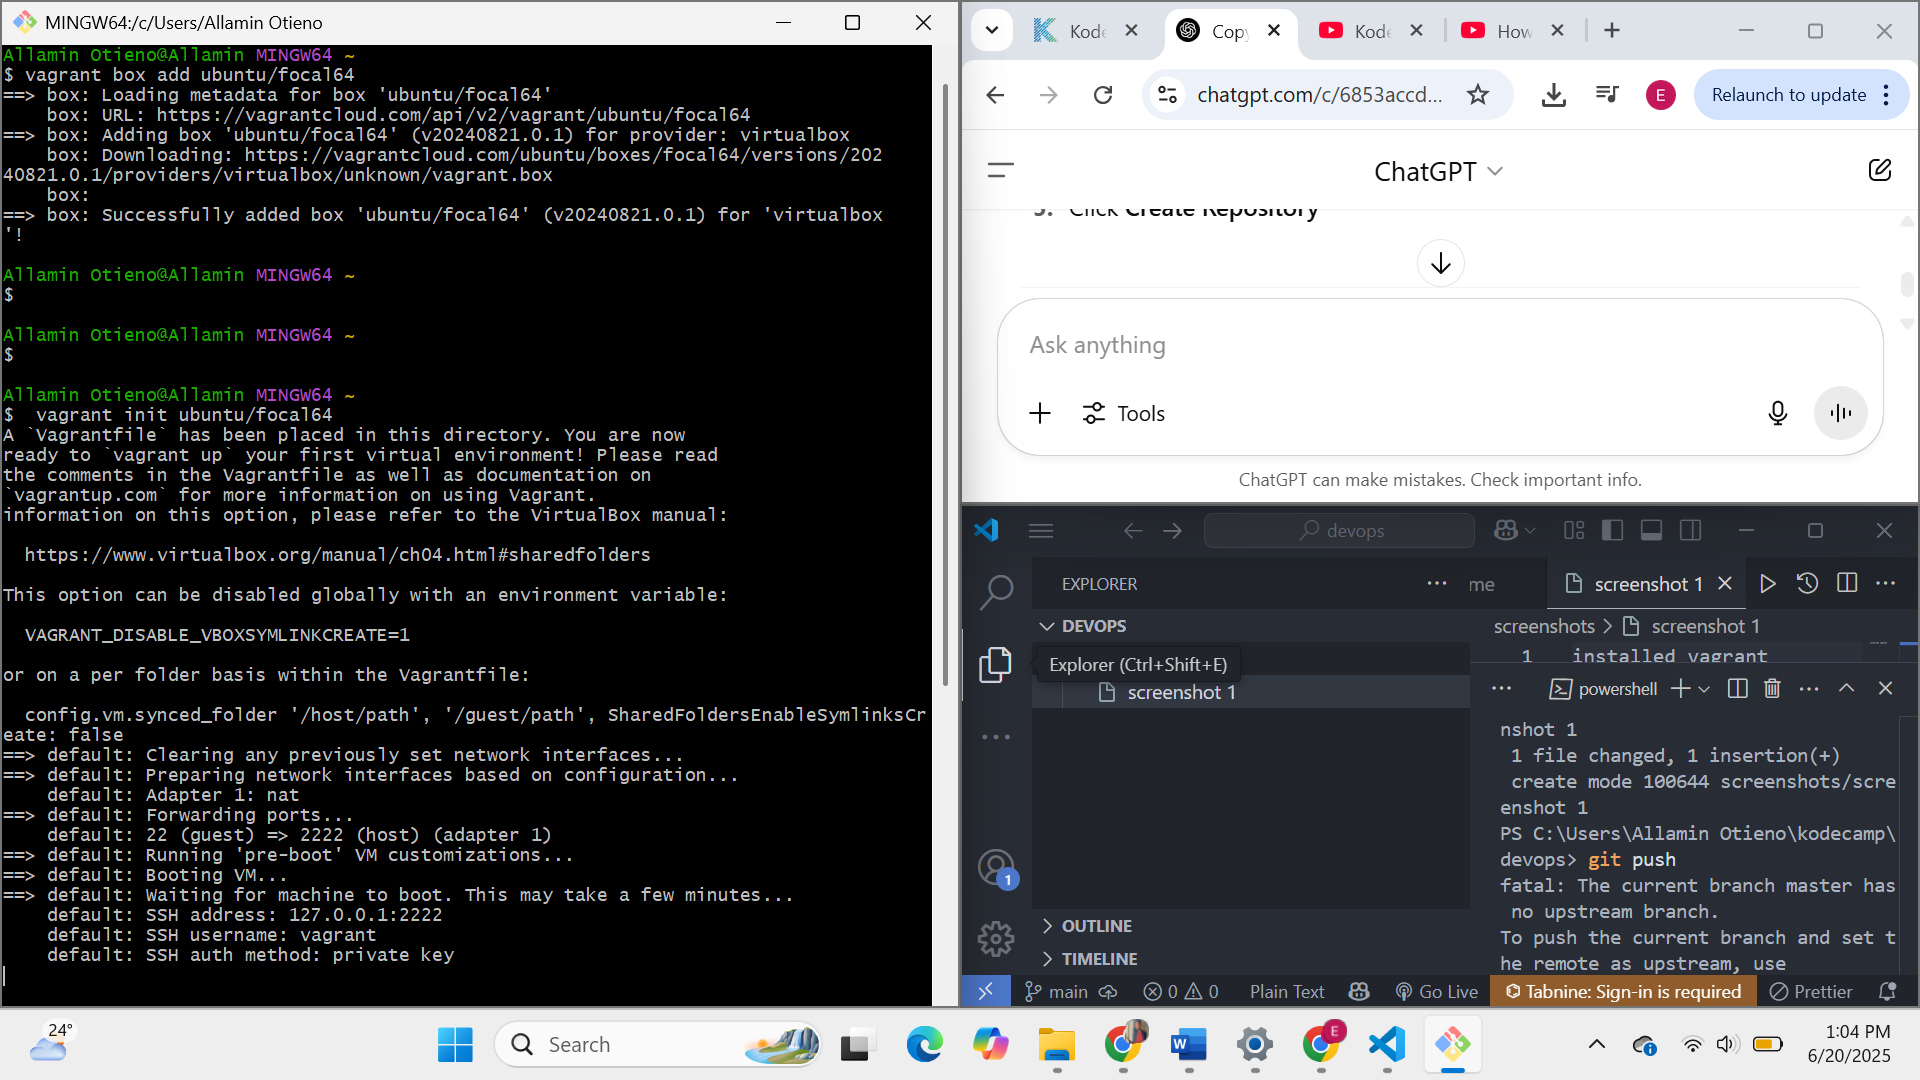 MINGW64:/c/Users/Allamin Otieno
Allamin Otieno@Allamin MINGW64 ~
$ vagrant box add ubuntu/focal64
==> box: Loading metadata for box 'ubuntu/focal64'
    box: URL: https://vagrantcloud.com/api/v2/vagrant/ubuntu/focal64
==> box: Adding box 'ubuntu/focal64' (v20240821.0.1) for provider: virtualbox
    box: Downloading: https://vagrantcloud.com/ubuntu/boxes/focal64/versions/202
40821.0.1/providers/virtualbox/unknown/vagrant.box
    box:
==> box: Successfully added box 'ubuntu/focal64' (v20240821.0.1) for 'virtualbox
'!
Allamin Otieno@Allamin MINGW64 ~
$
Allamin Otieno@Allamin MINGW64 ~
$
Allamin Otieno@Allamin MINGW64 ~
$  vagrant init ubuntu/focal64
A `Vagrantfile` has been placed in this directory. You are now
ready to `vagrant up` your first virtual environment! Please read
the comments in the Vagrantfile as well as documentation on
`vagrantup.com` for more information on using Vagrant.
information on this option, please refer to the VirtualBox manual:
  https://www.virtualbox.org/manual/ch04.html#sharedfolders
This option can be disabled globally with an environment variable:
  VAGRANT_DISABLE_VBOXSYMLINKCREATE=1
or on a per folder basis within the Vagrantfile:
  config.vm.synced_folder '/host/path', '/guest/path', SharedFoldersEnableSymlinksCr
eate: false
==> default: Clearing any previously set network interfaces...
==> default: Preparing network interfaces based on configuration...
    default: Adapter 1: nat
==> default: Forwarding ports...
    default: 22 (guest) => 2222 (host) (adapter 1)
==> default: Running 'pre-boot' VM customizations...
==> default: Booting VM...
==> default: Waiting for machine to boot. This may take a few minutes...
    default: SSH address: 127.0.0.1:2222
    default: SSH username: vagrant
    default: SSH auth method: private key
Kode Copy Kode How
chatgpt.com/c/6853accd... E Relaunch to update
ChatGPT
Click Create Repository
Ask anything
Tools
ChatGPT can make mistakes. Check important info.
devops
EXPLORER
me screenshot 1
DEVOPS
screenshots > screenshot 1
1 installed vagrant
Explorer (Ctrl+Shift+E)
screenshot 1
powershell
nshot 1
 1 file changed, 1 insertion(+)
 create mode 100644 screenshots/scre
enshot 1
PS C:\Users\Allamin Otieno\kodecamp\
devops> git push
fatal: The current branch master has
 no upstream branch.
To push the current branch and set t
he remote as upstream, use
1
OUTLINE
TIMELINE
main 0 0 Plain Text Go Live Tabnine: Sign-in is required Prettier
24°
Search
E
1:04 PM
6/20/2025